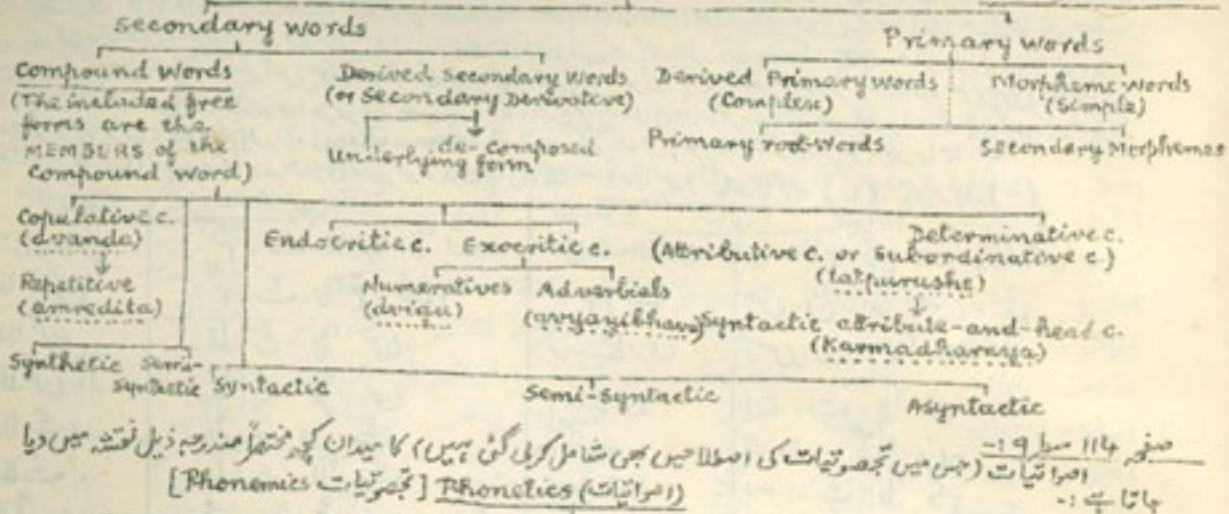 Secondary words Primary words
Compound words Derived Secondary Words Derived Primary Words Morpheme Words
(The included free (or Secondary Derivative) (Complex) (Simple)
forms are the
MEMBERS of the Underlying form de-composed Primary root-words Secondary Morphemes
Compound word)
Copulative c. Determinative c.
(dvanda) Endocritic c. Exocritic c. (Attributive c. or Subordinative c)
Repetitive Numeratives Adverbials (tatpurushe)
(amredita) (dvigu) (avyayibhava) Syntactic attribute-and-head c.
(Karmadharaya)
Synthetic Semi-syntactic Syntactic Semi-Syntactic Asyntactic
صفحہ 114 سطر 9 :-
اصواتیات (جس میں تجصوتیات کی اصطلاحیں بھی شامل کرلی گئی ہیں) کا میدان کچھ مختصراً مندرجہ ذیل نقشہ میں دیا
جاتا ہے :-
[Phonemics تجصوتیات] Phonetics (اصواتیات)